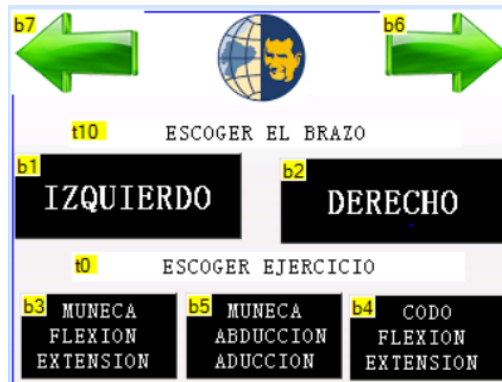 b7
b6
t10 ESCOGER EL BRAZO
b1
b2
IZQUIERDO
DERECHO
t0 ESCOGER EJERCICIO
b3 MUNECA
FLEXION
EXTENSION
b5 MUNECA
ABDUCCION
ADUCCION
b4 CODO
FLEXION
EXTENSION